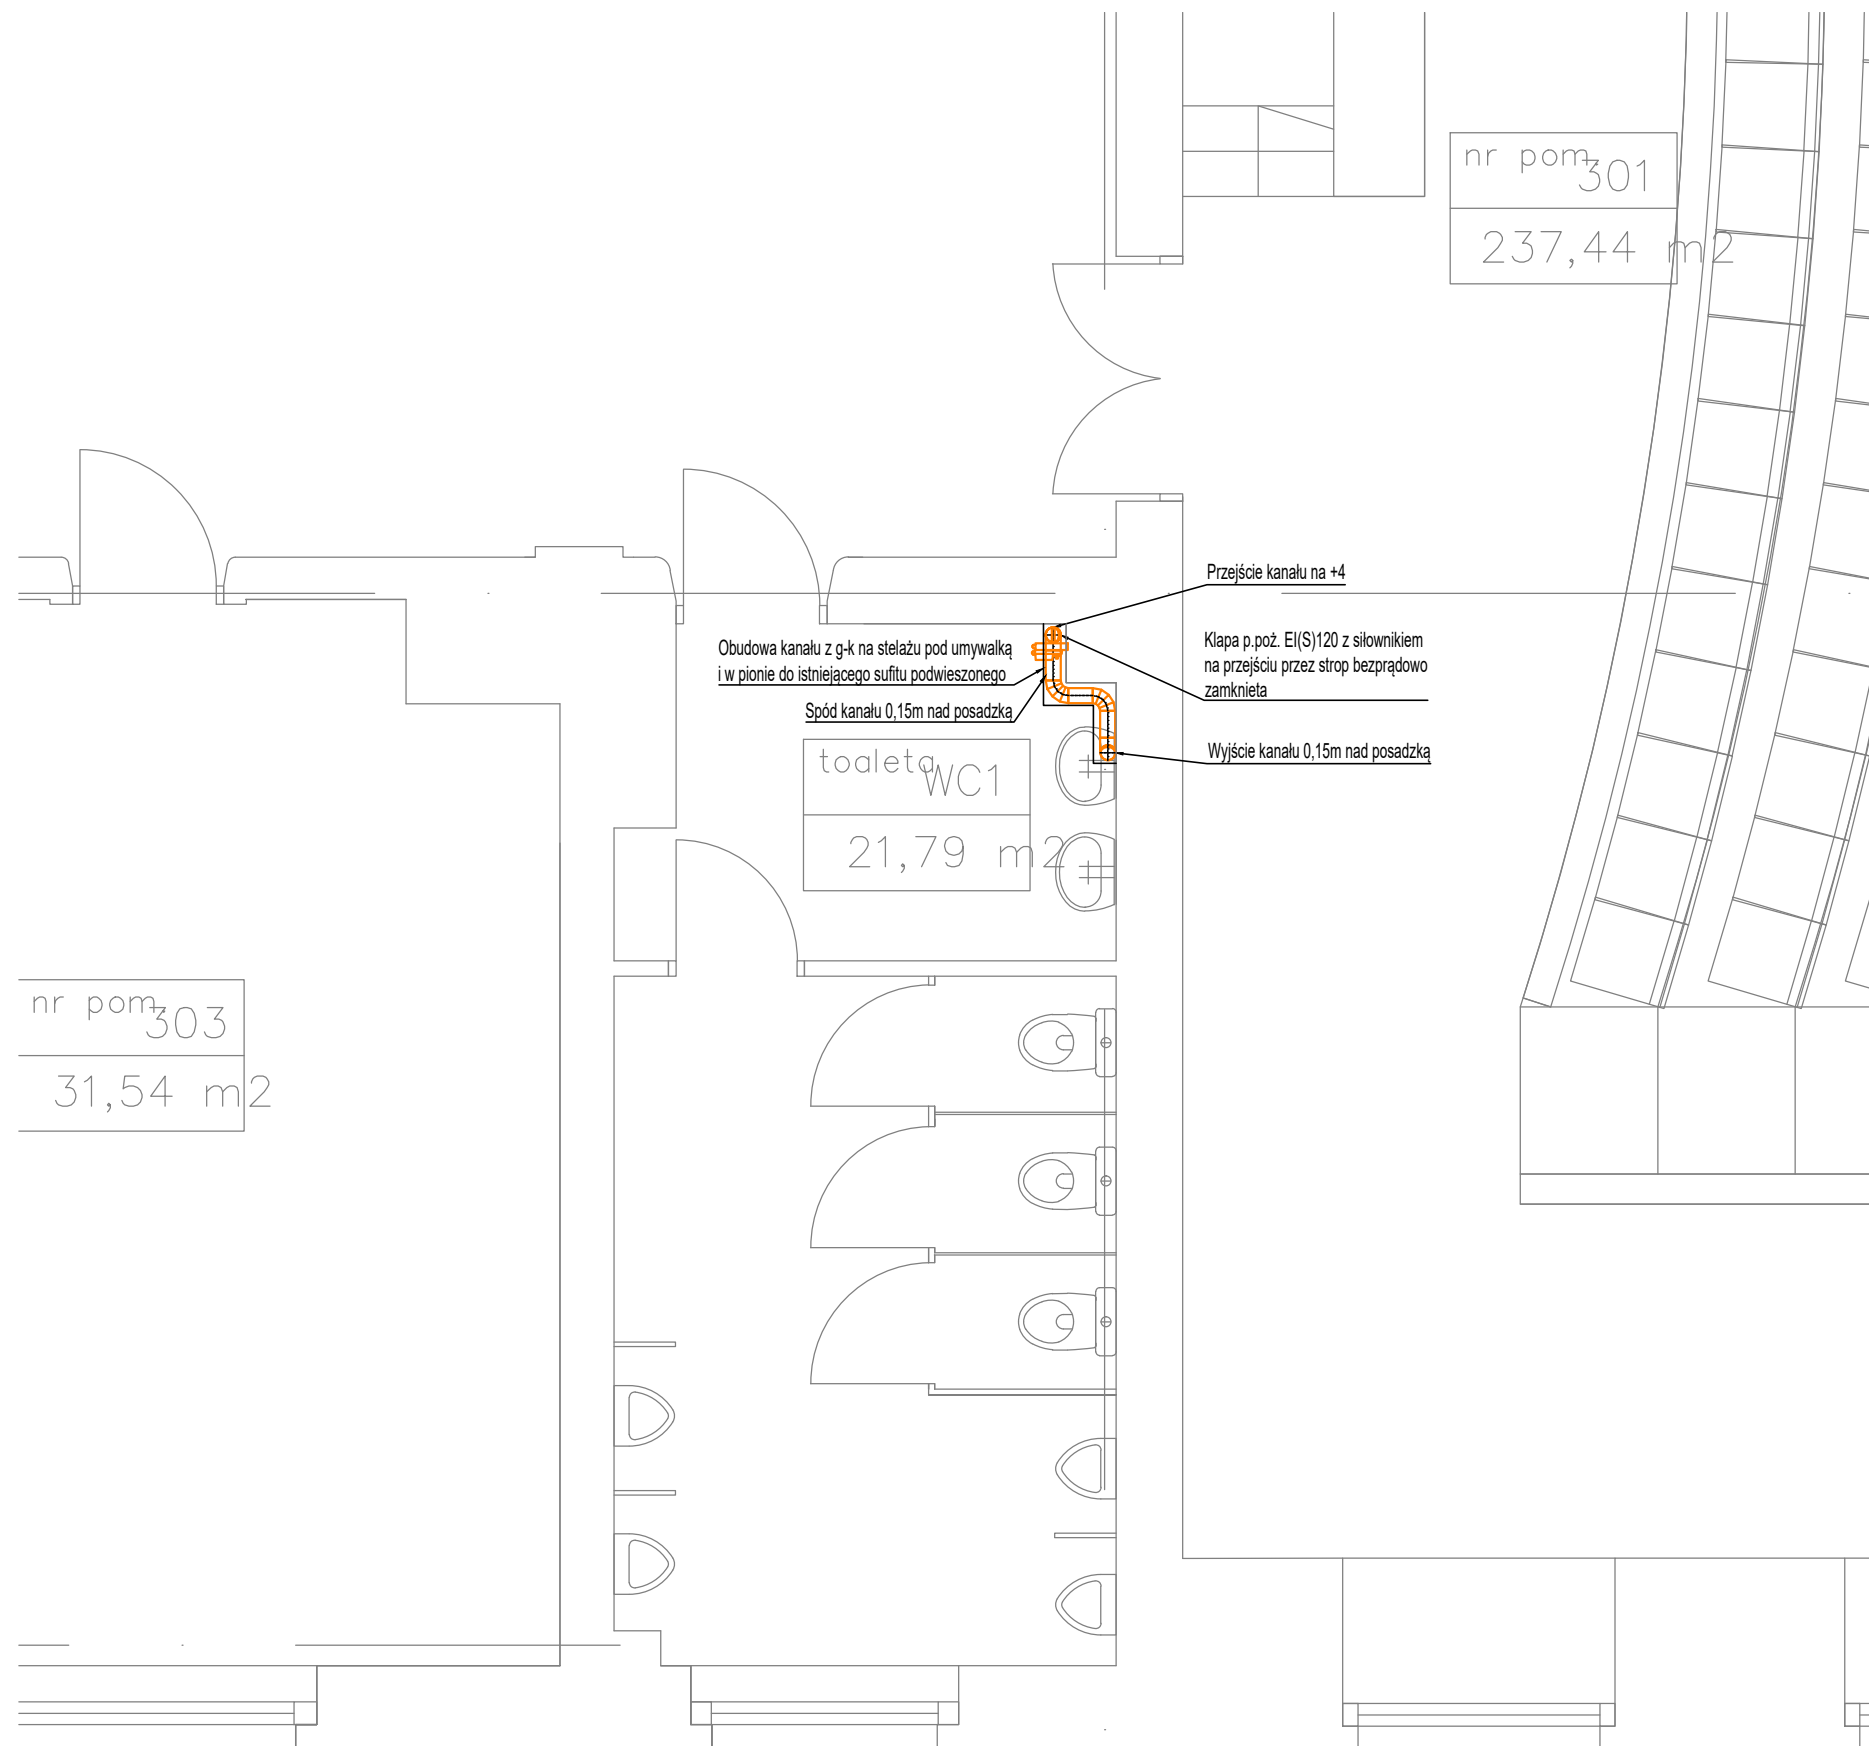 nr pom.
301
237,44 m2
Przejście kanału na +4
Klapa p.poż. EI(S)120 z siłownikiem
na przejściu przez strop bezprądowo
zamknieta
Obudowa kanału z g-k na stelażu pod umywalką
i w pionie do istniejącego sufitu podwieszonego
Spód kanału 0,15m nad posadzką
Wyjście kanału 0,15m nad posadzką
toaleta
WC1
21,79 m2
nr pom.
303
31,54 m2